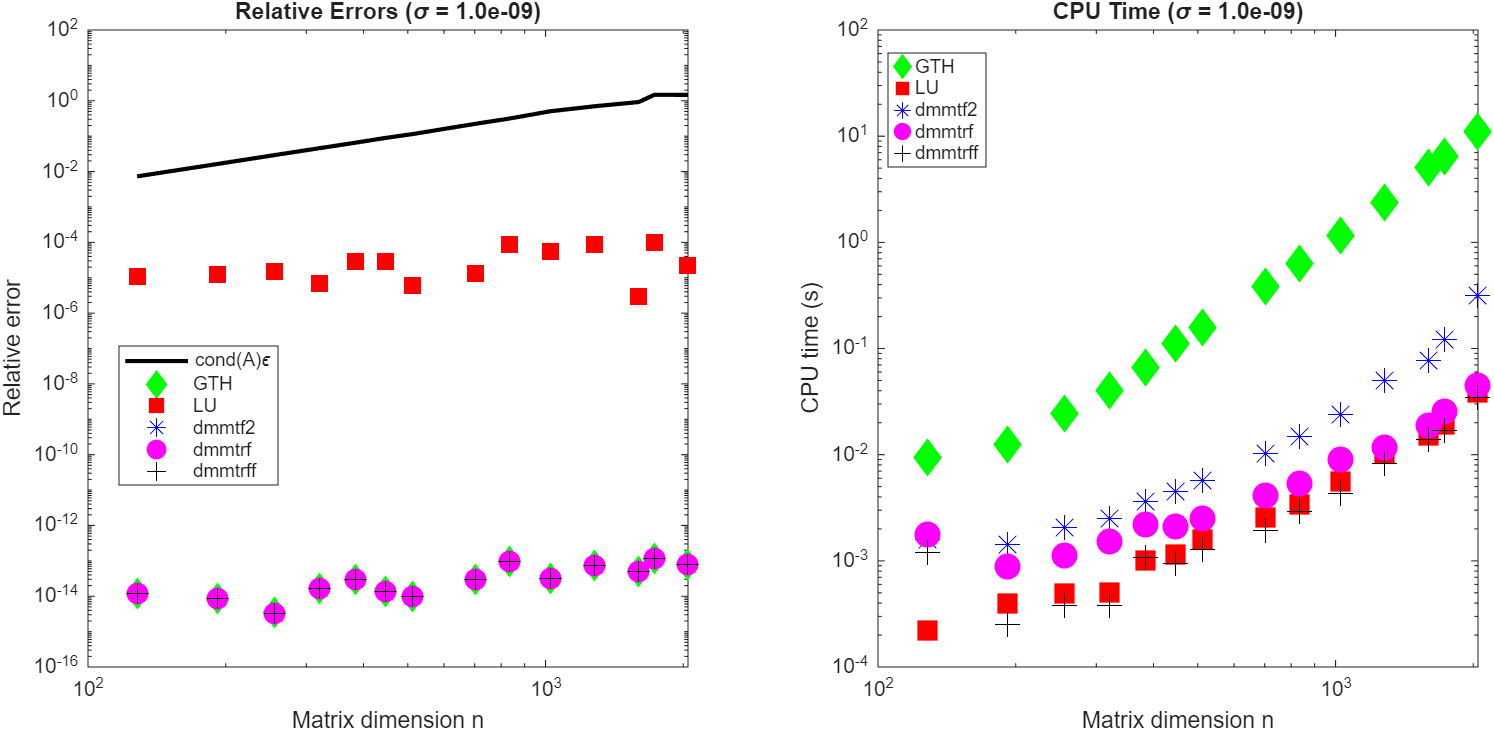 Relative Errors (σ = 1.0e-09)
10^2
10^0
10^-2
10^-4
10^-6
10^-8
10^-10
10^-12
10^-14
10^-16
Relative error
cond(A)ϵ
GTH
LU
dmmtf2
dmmtrf
dmmtrff
10^2
10^3
Matrix dimension n
CPU Time (σ = 1.0e-09)
10^2
10^1
10^0
10^-1
10^-2
10^-3
10^-4
CPU time (s)
GTH
LU
dmmtf2
dmmtrf
dmmtrff
10^2
10^3
Matrix dimension n